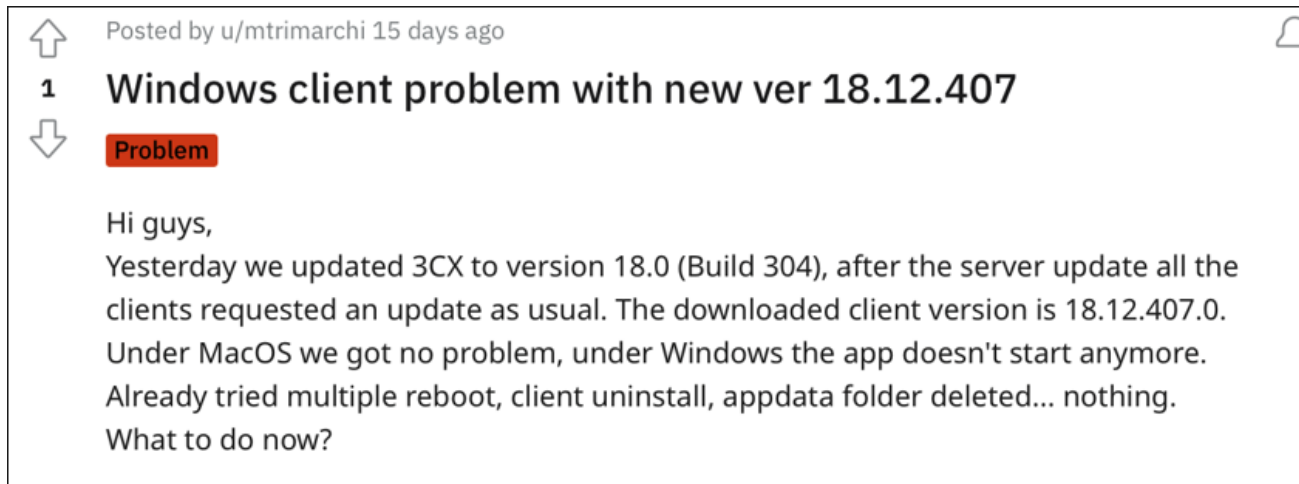 Posted by u/mtrimarchi 15 days ago
1
Windows client problem with new ver 18.12.407
Problem
Hi guys,
Yesterday we updated 3CX to version 18.0 (Build 304), after the server update all the
clients requested an update as usual. The downloaded client version is 18.12.407.0.
Under MacOS we got no problem, under Windows the app doesn't start anymore.
Already tried multiple reboot, client uninstall, appdata folder deleted... nothing.
What to do now?